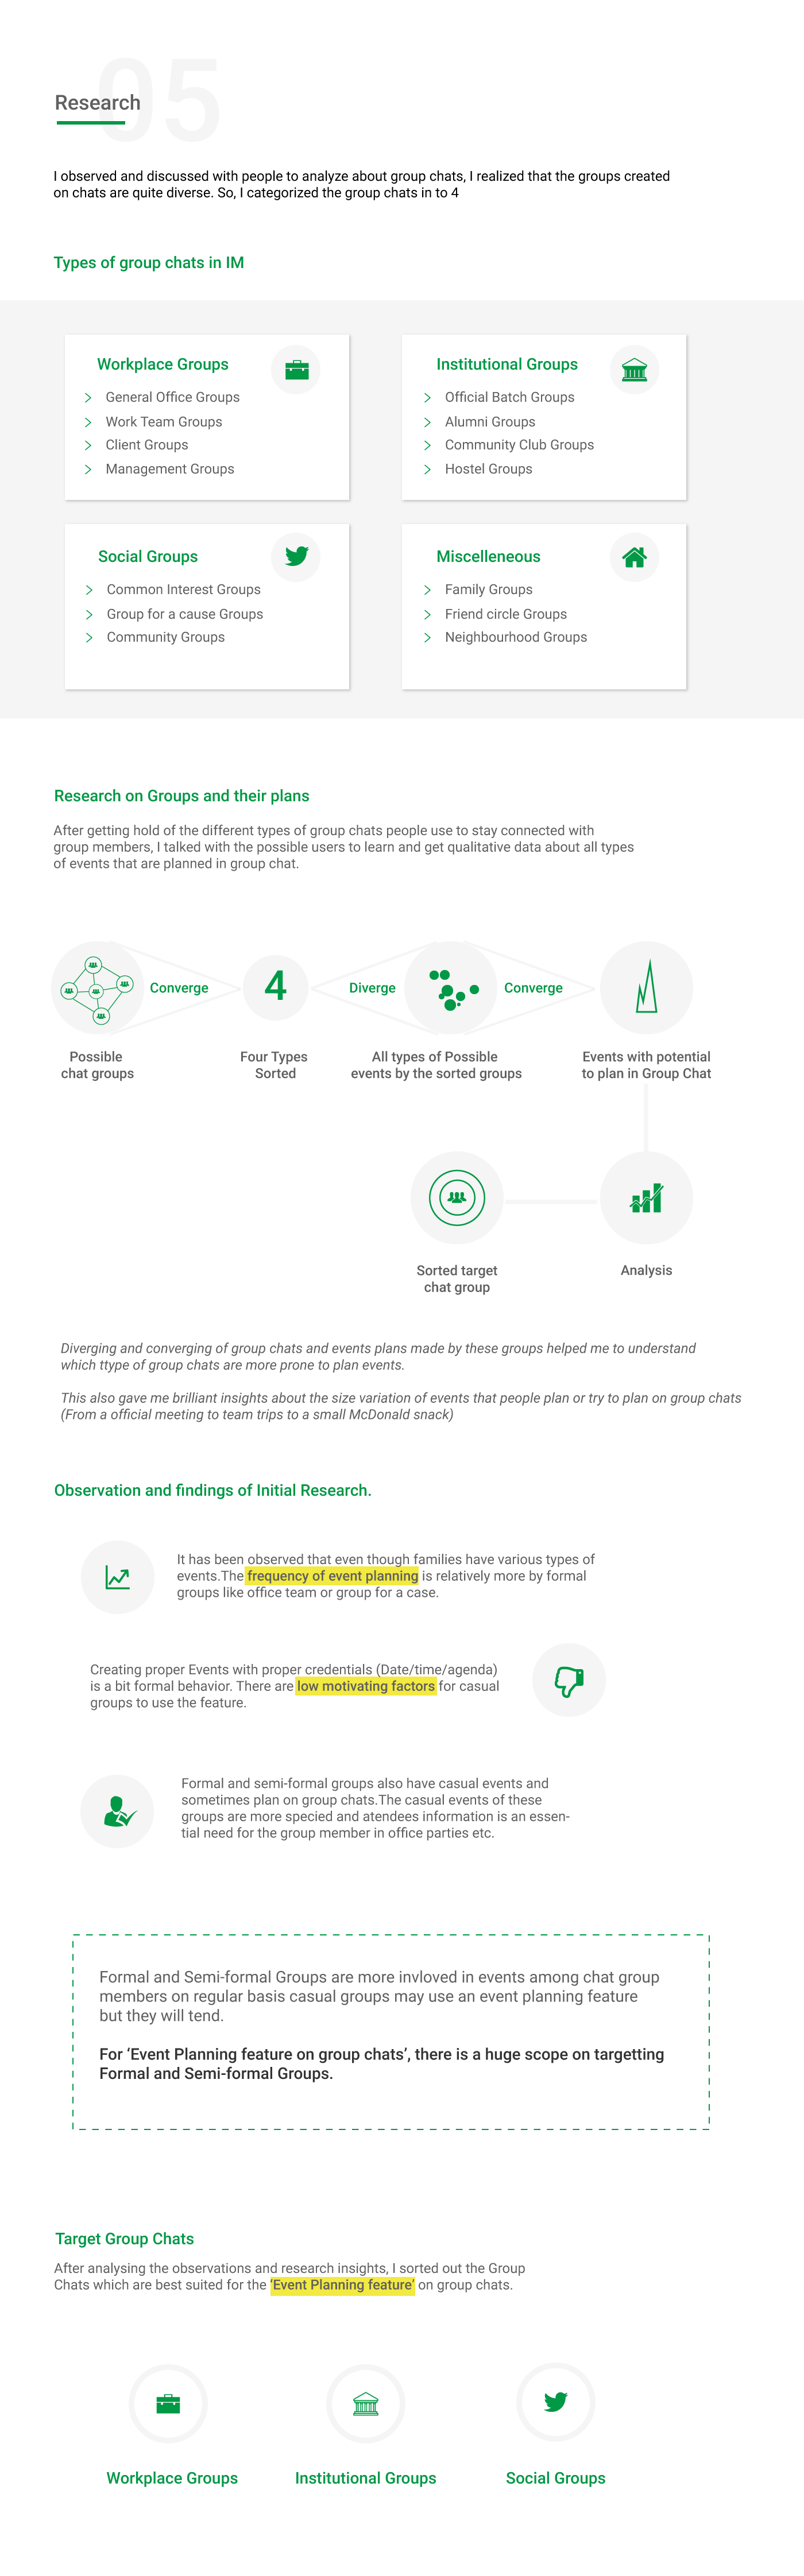 05
Research
I observed and discussed with people to analyze about group chats, I realized that the groups created
on chats are quite diverse. So, I categorized the group chats in to 4
Types of group chats in IM
Workplace Groups
General Office Groups
Work Team Groups
Client Groups
Management Groups
Institutional Groups
Official Batch Groups
Alumni Groups
Community Club Groups
Hostel Groups
Social Groups
Common Interest Groups
Group for a cause Groups
Community Groups
Miscelleneous
Family Groups
Friend circle Groups
Neighbourhood Groups
Research on Groups and their plans
After getting hold of the different types of group chats people use to stay connected with
group members, I talked with the possible users to learn and get qualitative data about all types
of events that are planned in group chat.
Converge
4
Diverge
Converge
Possible
chat groups
Four Types
Sorted
All types of Possible
events by the sorted groups
Events with potential
to plan in Group Chat
Sorted target
chat group
Analysis
Diverging and converging of group chats and events plans made by these groups helped me to understand
which ttype of group chats are more prone to plan events.
This also gave me brilliant insights about the size variation of events that people plan or try to plan on group chats
(From a official meeting to team trips to a small McDonald snack)
Observation and findings of Initial Research.
It has been observed that even though families have various types of
events.The frequency of event planning is relatively more by formal
groups like office team or group for a case.
Creating proper Events with proper credentials (Date/time/agenda)
is a bit formal behavior. There are low motivating factors for casual
groups to use the feature.
Formal and semi-formal groups also have casual events and
sometimes plan on group chats.The casual events of these
groups are more specied and atendees information is an essen-
tial need for the group member in office parties etc.
Formal and Semi-formal Groups are more invloved in events among chat group
members on regular basis casual groups may use an event planning feature
but they will tend.
For ‘Event Planning feature on group chats’, there is a huge scope on targetting
Formal and Semi-formal Groups.
Target Group Chats
After analysing the observations and research insights, I sorted out the Group
Chats which are best suited for the ‘Event Planning feature’ on group chats.
Workplace Groups
Institutional Groups
Social Groups